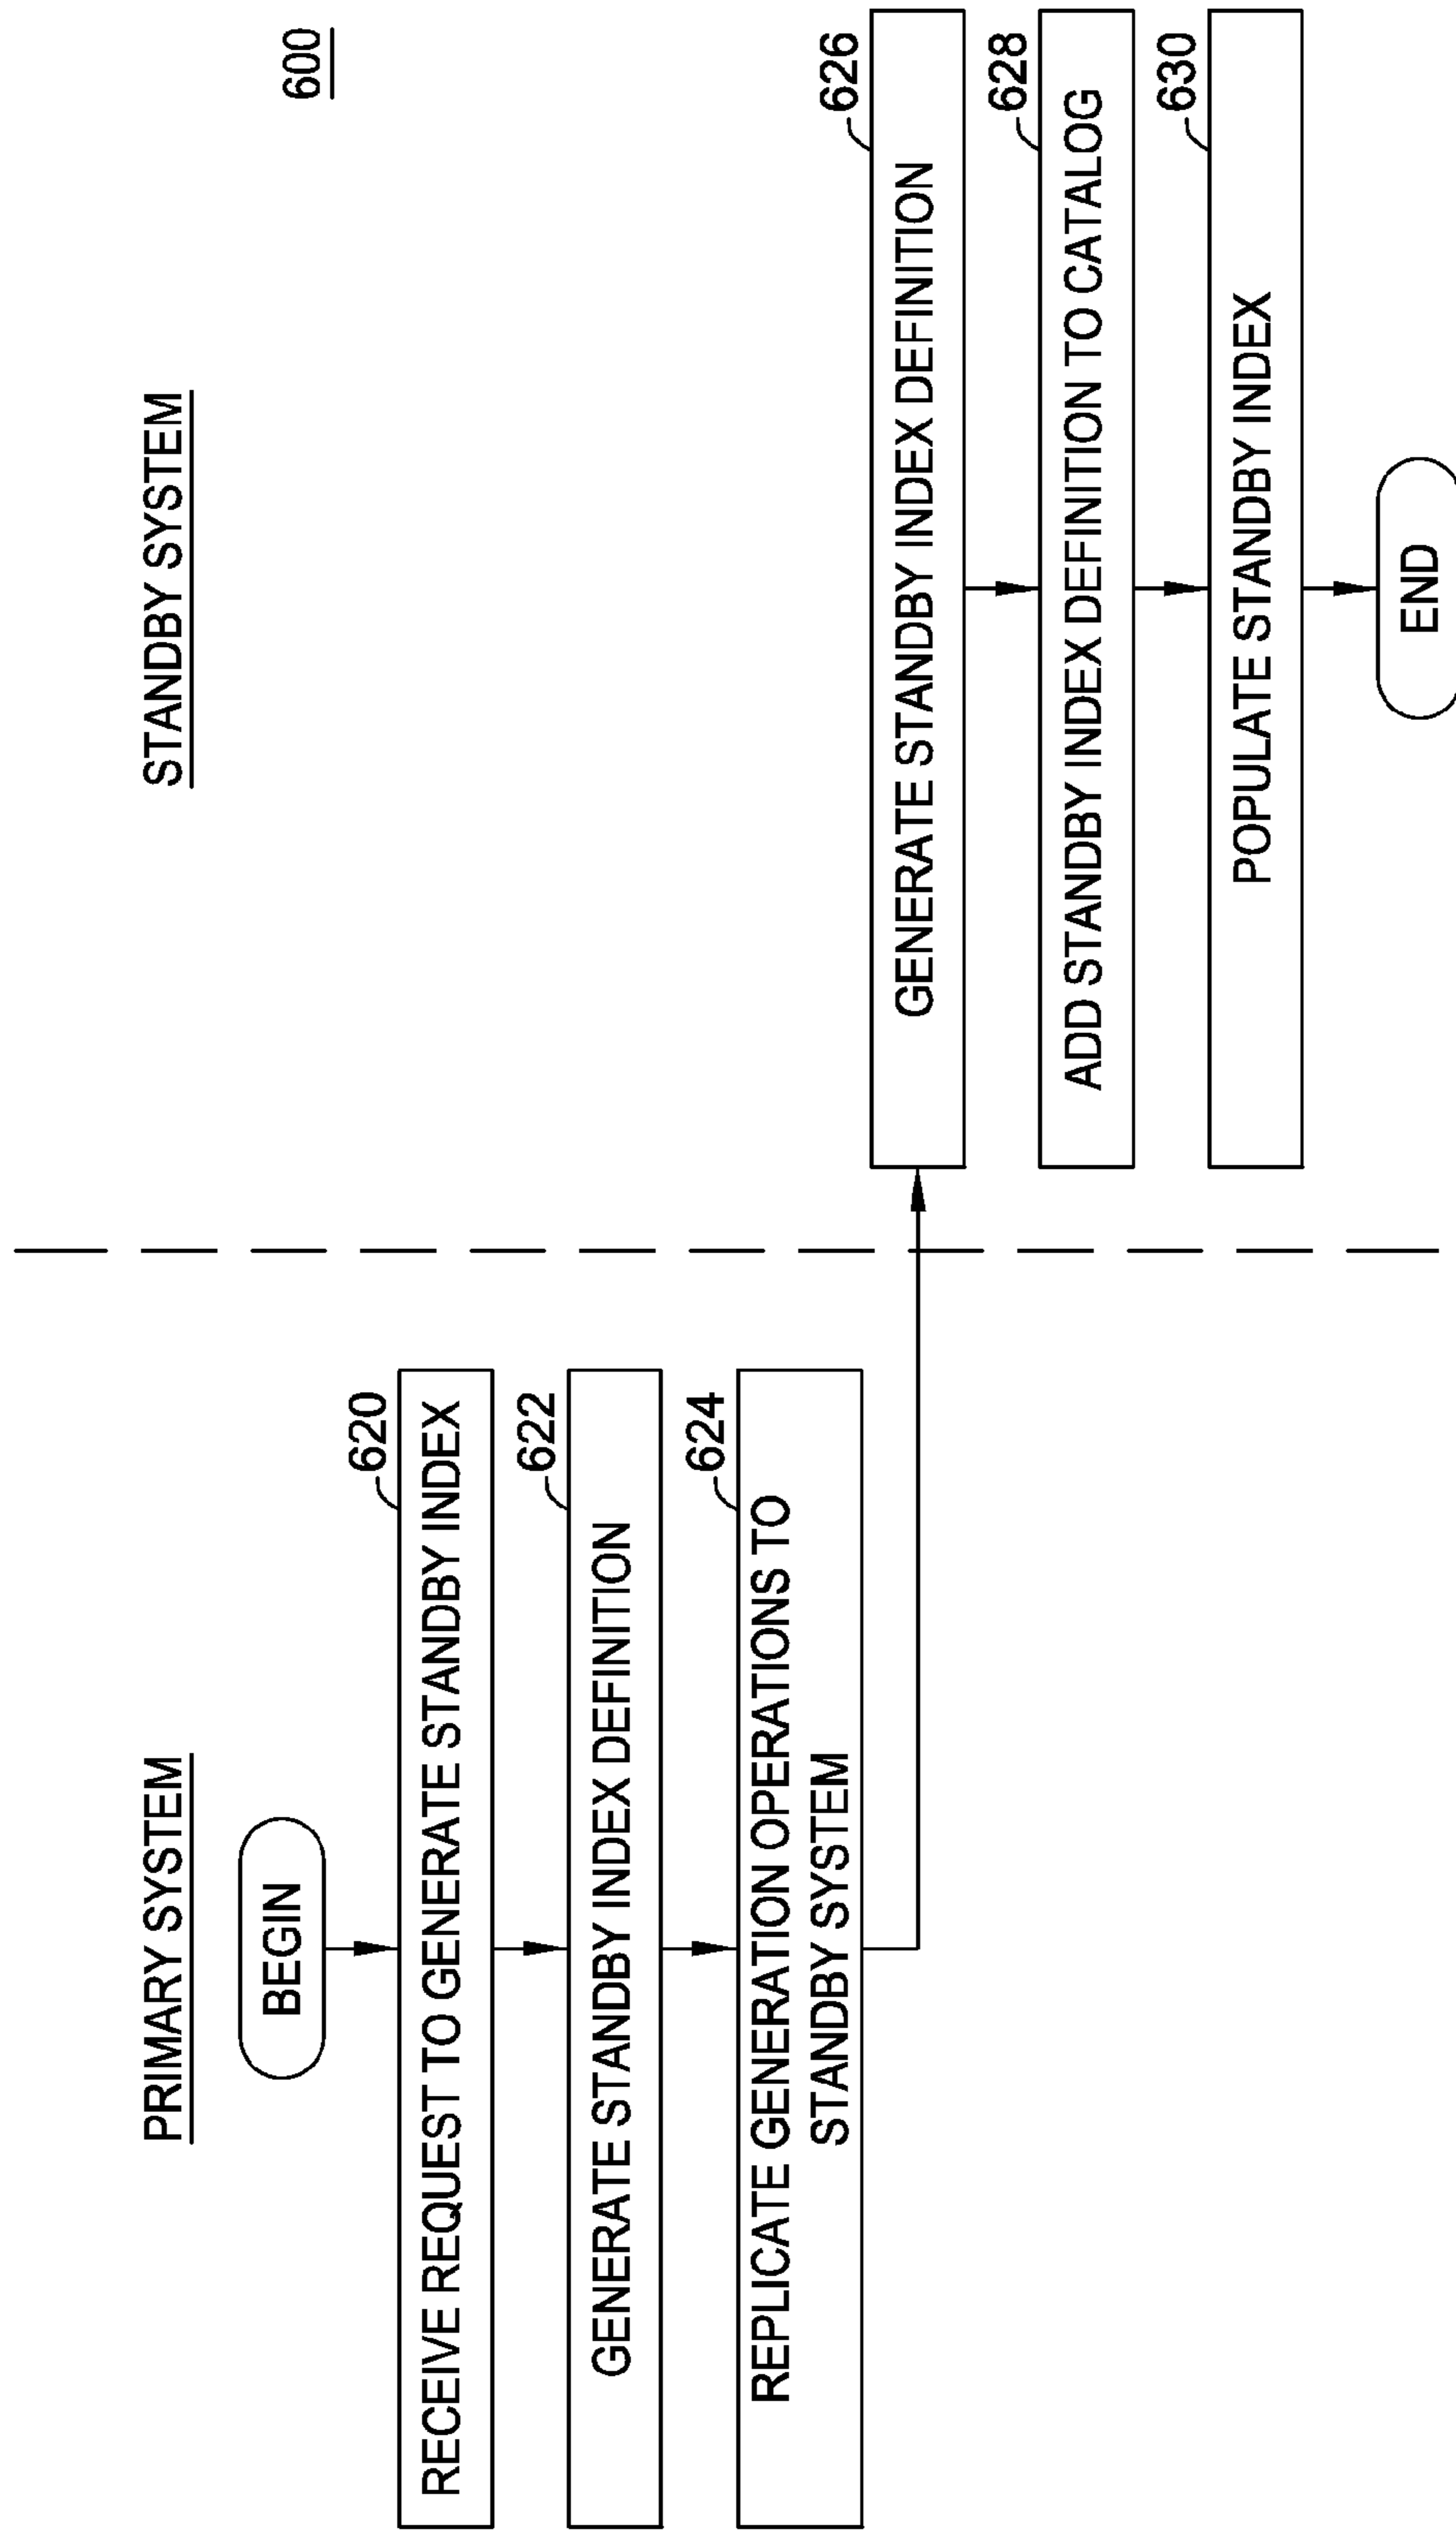 600
PRIMARY SYSTEM
BEGIN
620
RECEIVE REQUEST TO GENERATE STANDBY INDEX
622
GENERATE STANDBY INDEX DEFINITION
624
REPLICATE GENERATION OPERATIONS TO
STANDBY SYSTEM
STANDBY SYSTEM
626
GENERATE STANDBY INDEX DEFINITION
628
ADD STANDBY INDEX DEFINITION TO CATALOG
630
POPULATE STANDBY INDEX
END